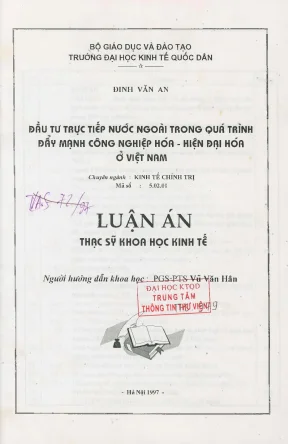 BỘ GIÁO DỤC VÀ ĐÀO TẠO
TRƯỜNG ĐẠI HỌC KINH TẾ QUỐC DÂN
ĐINH VĂN AN
ĐẦU TƯ TRỰC TIẾP NƯỚC NGOÀI TRONG QUÁ TRÌNH
ĐẨY MẠNH CÔNG NGHIỆP HÓA - HIỆN ĐẠI HÓA
Ở VIỆT NAM
Chuyên ngành : KINH TẾ CHÍNH TRỊ
Mã số : 5.02.01
LUẬN ÁN
THẠC SỸ KHOA HỌC KINH TẾ
Người hướng dẫn khoa học : PGS-PTS Vũ Văn Hân
ĐẠI HỌC KTQD
TRUNG TÂM
THÔNG TIN THƯ VIỆN
- Hà Nội 1997 -